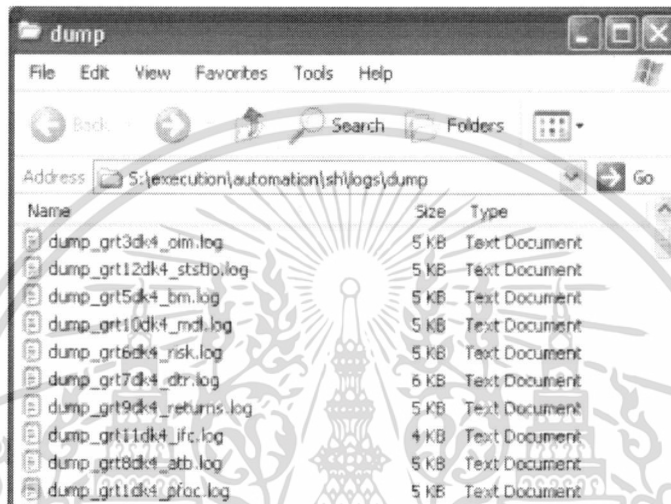 dump
File Edit View Favorites Tools Help
Back Search Folders
Address S:\execution\automation\sh\logs\dump Go
Name Size Type
dump_grt3dk4_oim.log 5 KB Text Document
dump_grt12dk4_ststio.log 5 KB Text Document
dump_grt5dk4_bm.log 5 KB Text Document
dump_grt10dk4_mdl.log 5 KB Text Document
dump_grt6dk4_risk.log 5 KB Text Document
dump_grt7dk4_dtr.log 6 KB Text Document
dump_grt9dk4_returns.log 5 KB Text Document
dump_grt11dk4_ifc.log 4 KB Text Document
dump_grt8dk4_atb.log 5 KB Text Document
dump_grt1dk4_pfoc.log 5 KB Text Document